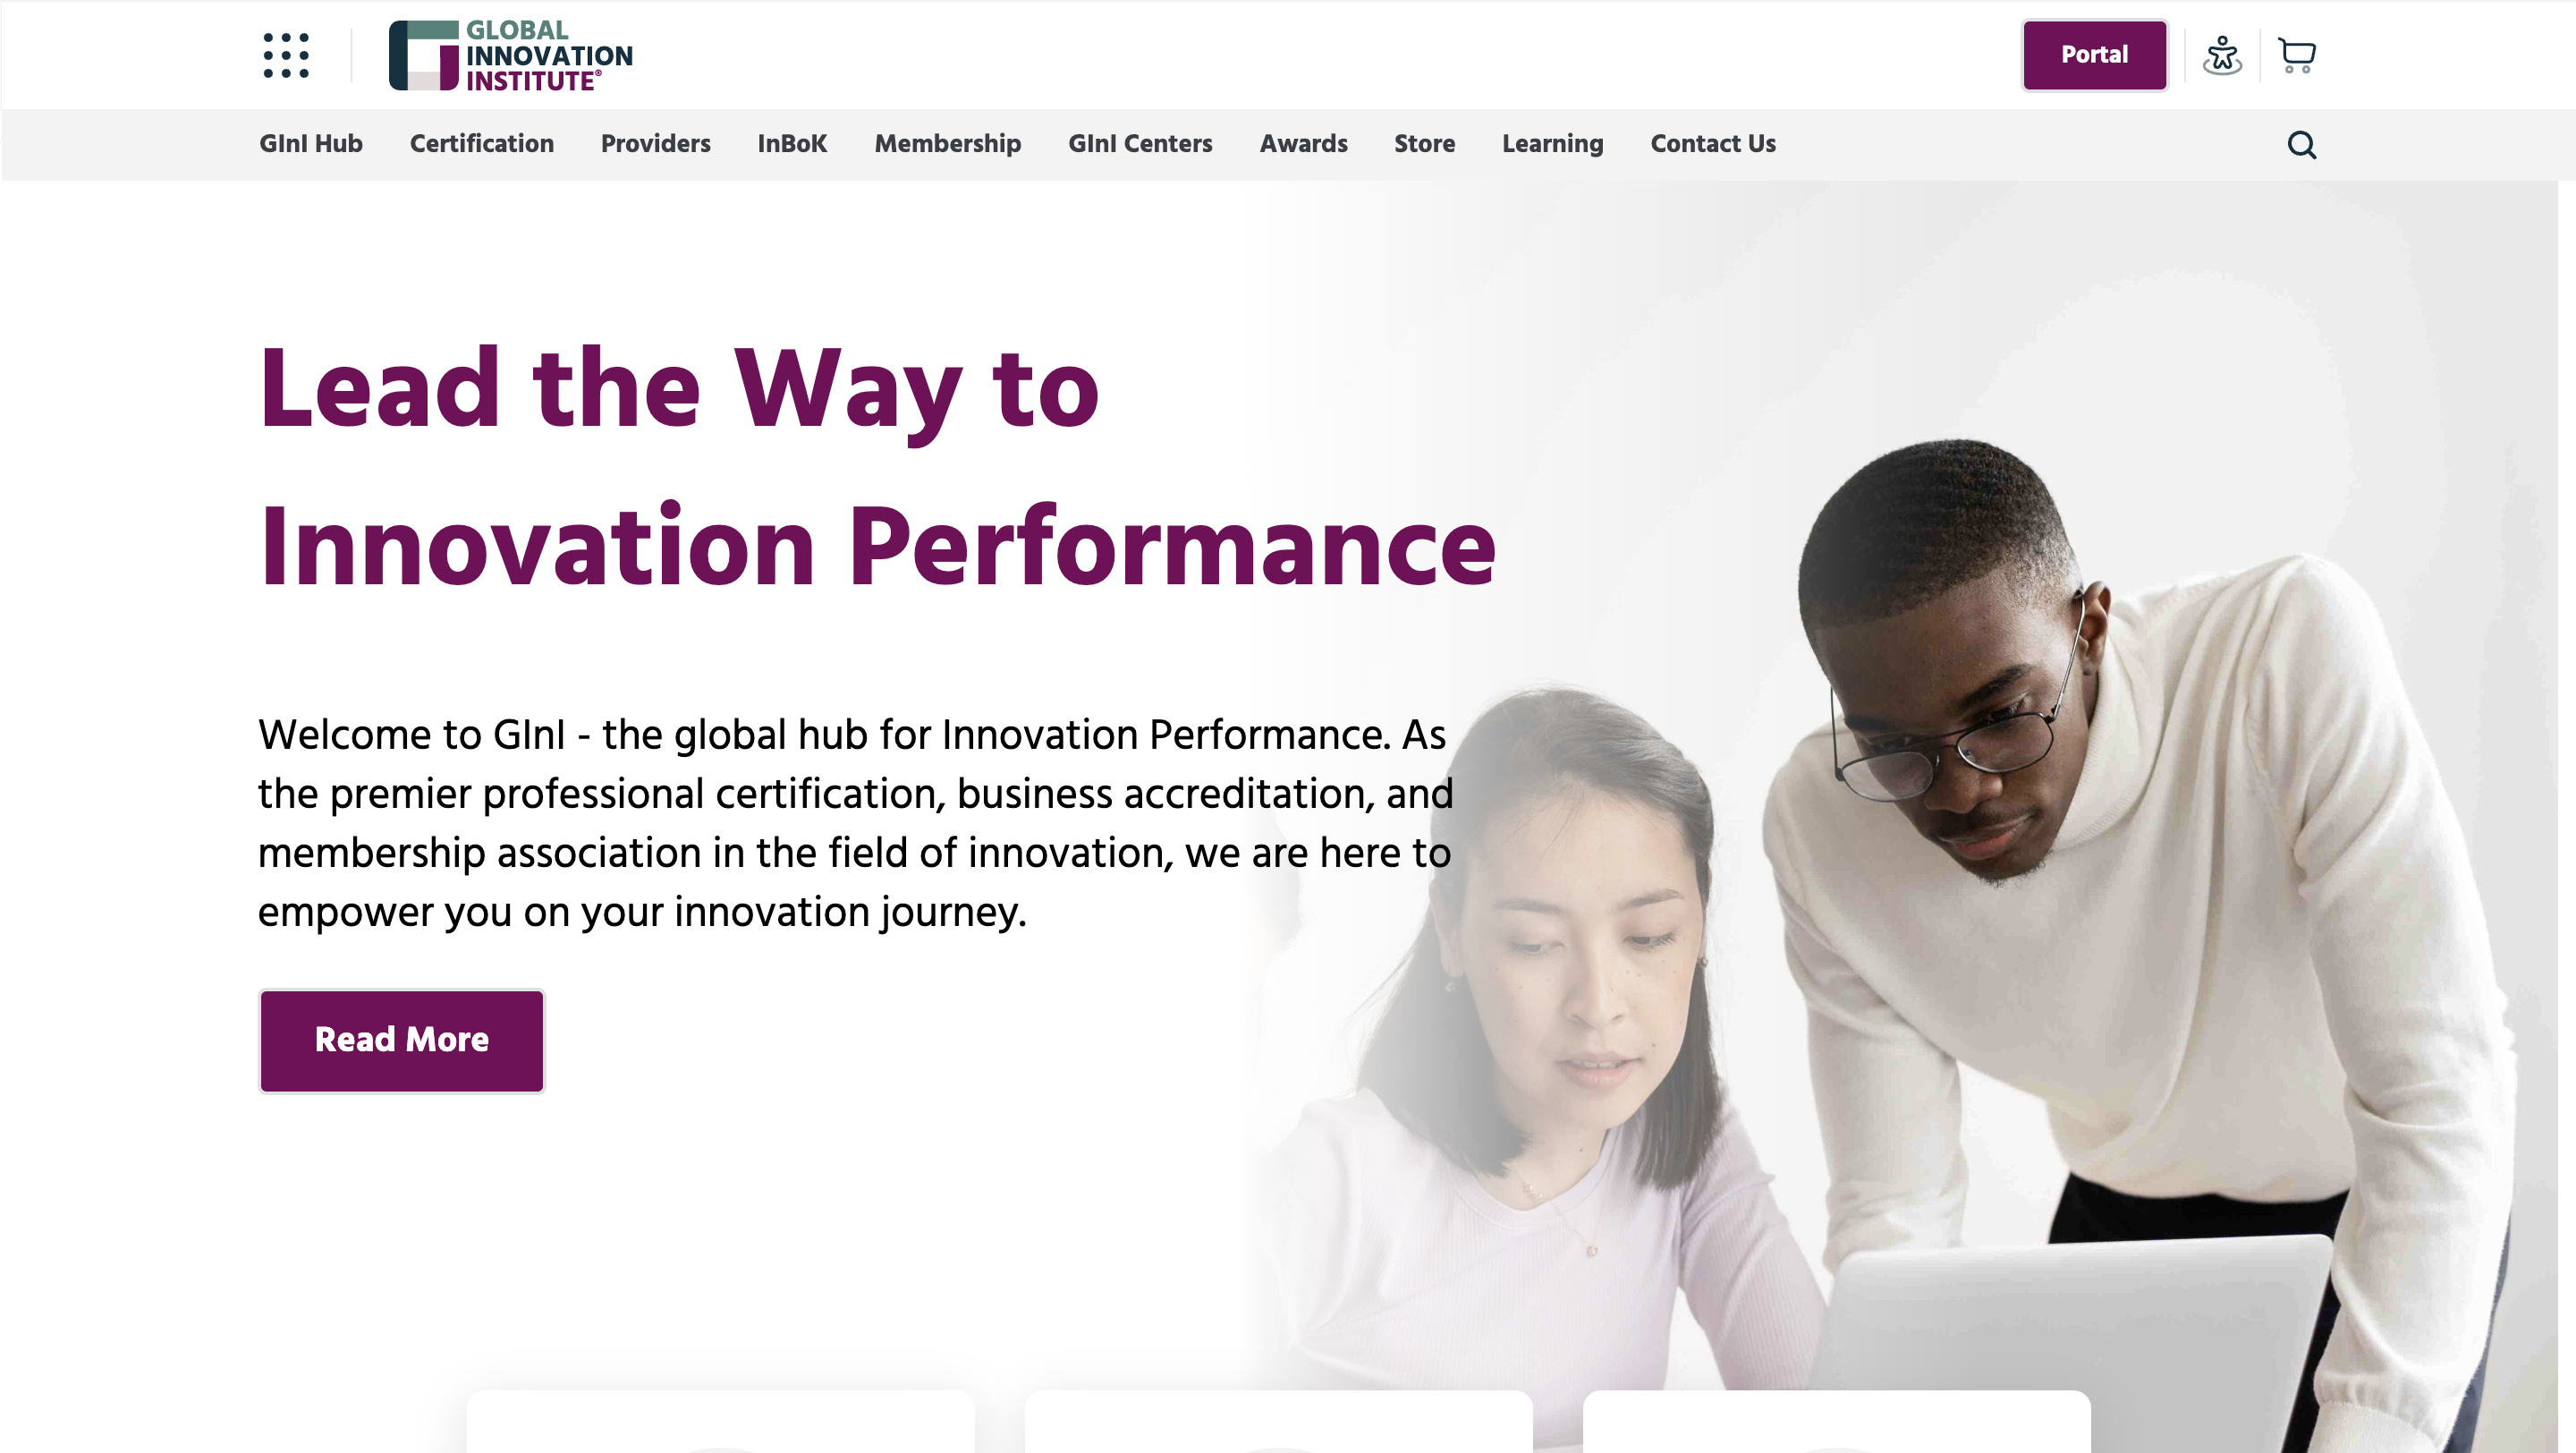 GLOBAL
INNOVATION
INSTITUTE®
Portal
GInI Hub Certification Providers InBoK Membership GInI Centers Awards Store Learning Contact Us
Lead the Way to
Innovation Performance
Welcome to GInI - the global hub for Innovation Performance. As
the premier professional certification, business accreditation, and
membership association in the field of innovation, we are here to
empower you on your innovation journey.
Read More